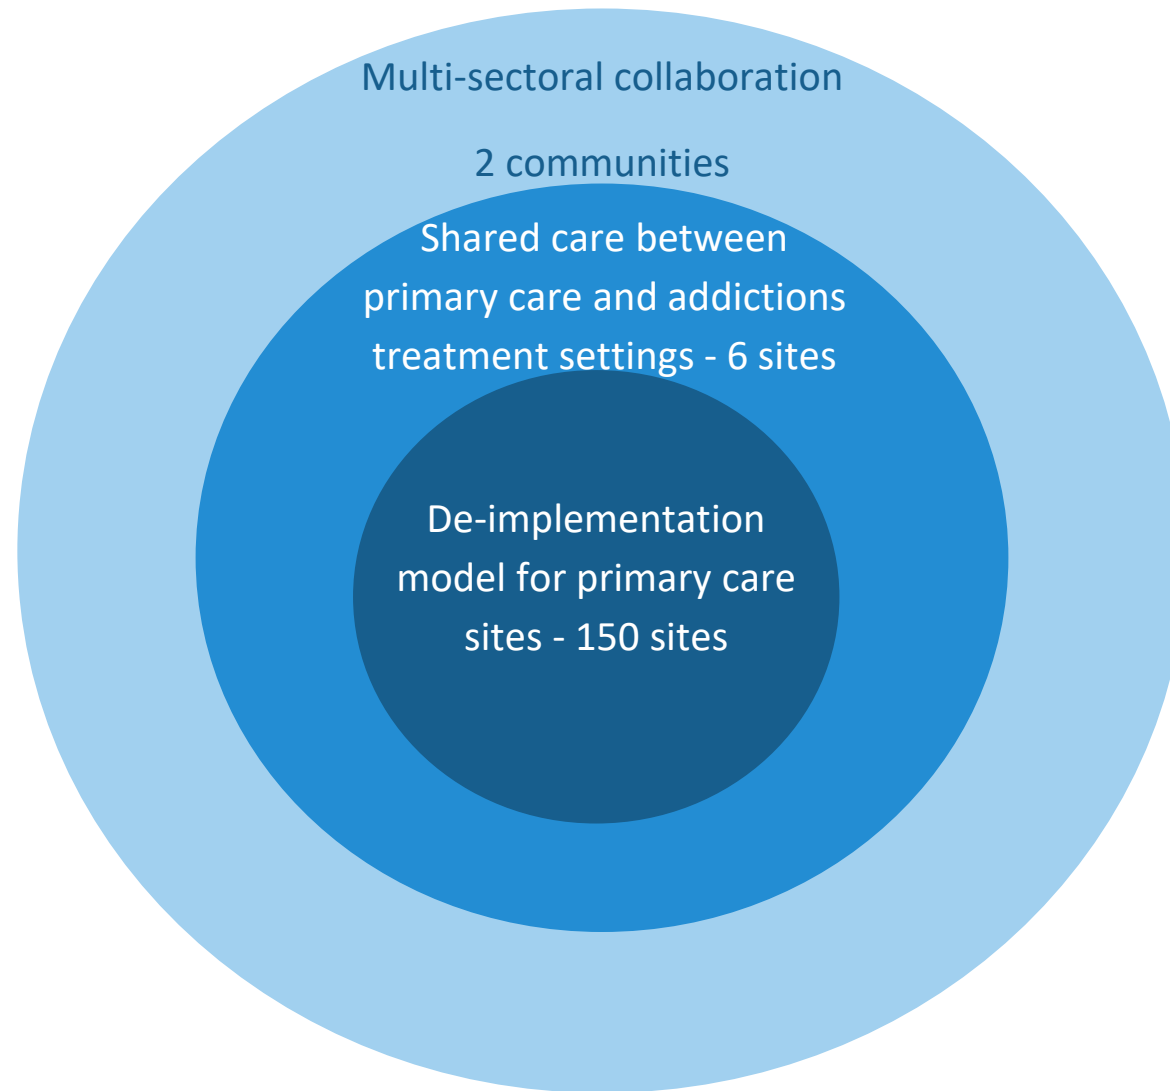 Multi-sectoral collaboration
2 communities
Shared care between
primary care and addictions
treatment settings - 6 sites
De-implementation
model for primary care
sites - 150 sites